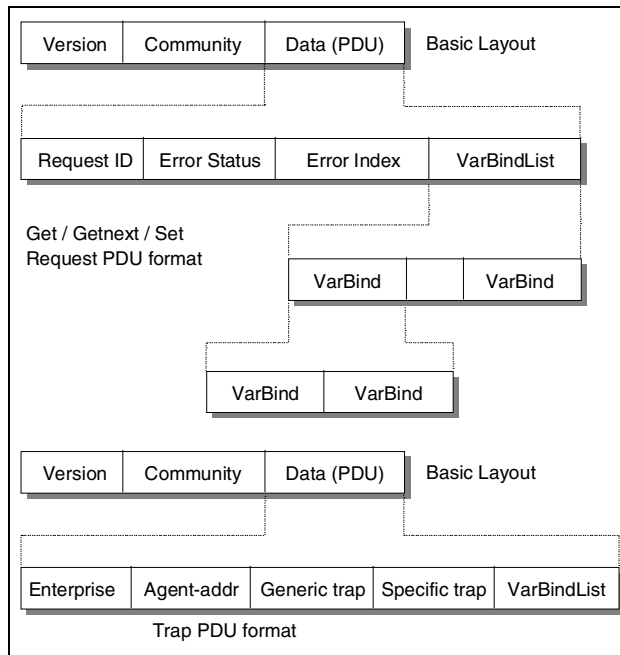 Version Community Data (PDU) Basic Layout
Request ID Error Status Error Index VarBindList
Get / Getnext / Set
Request PDU format
VarBind VarBind
VarBind VarBind
Version Community Data (PDU) Basic Layout
Enterprise Agent-addr Generic trap Specific trap VarBindList
Trap PDU format